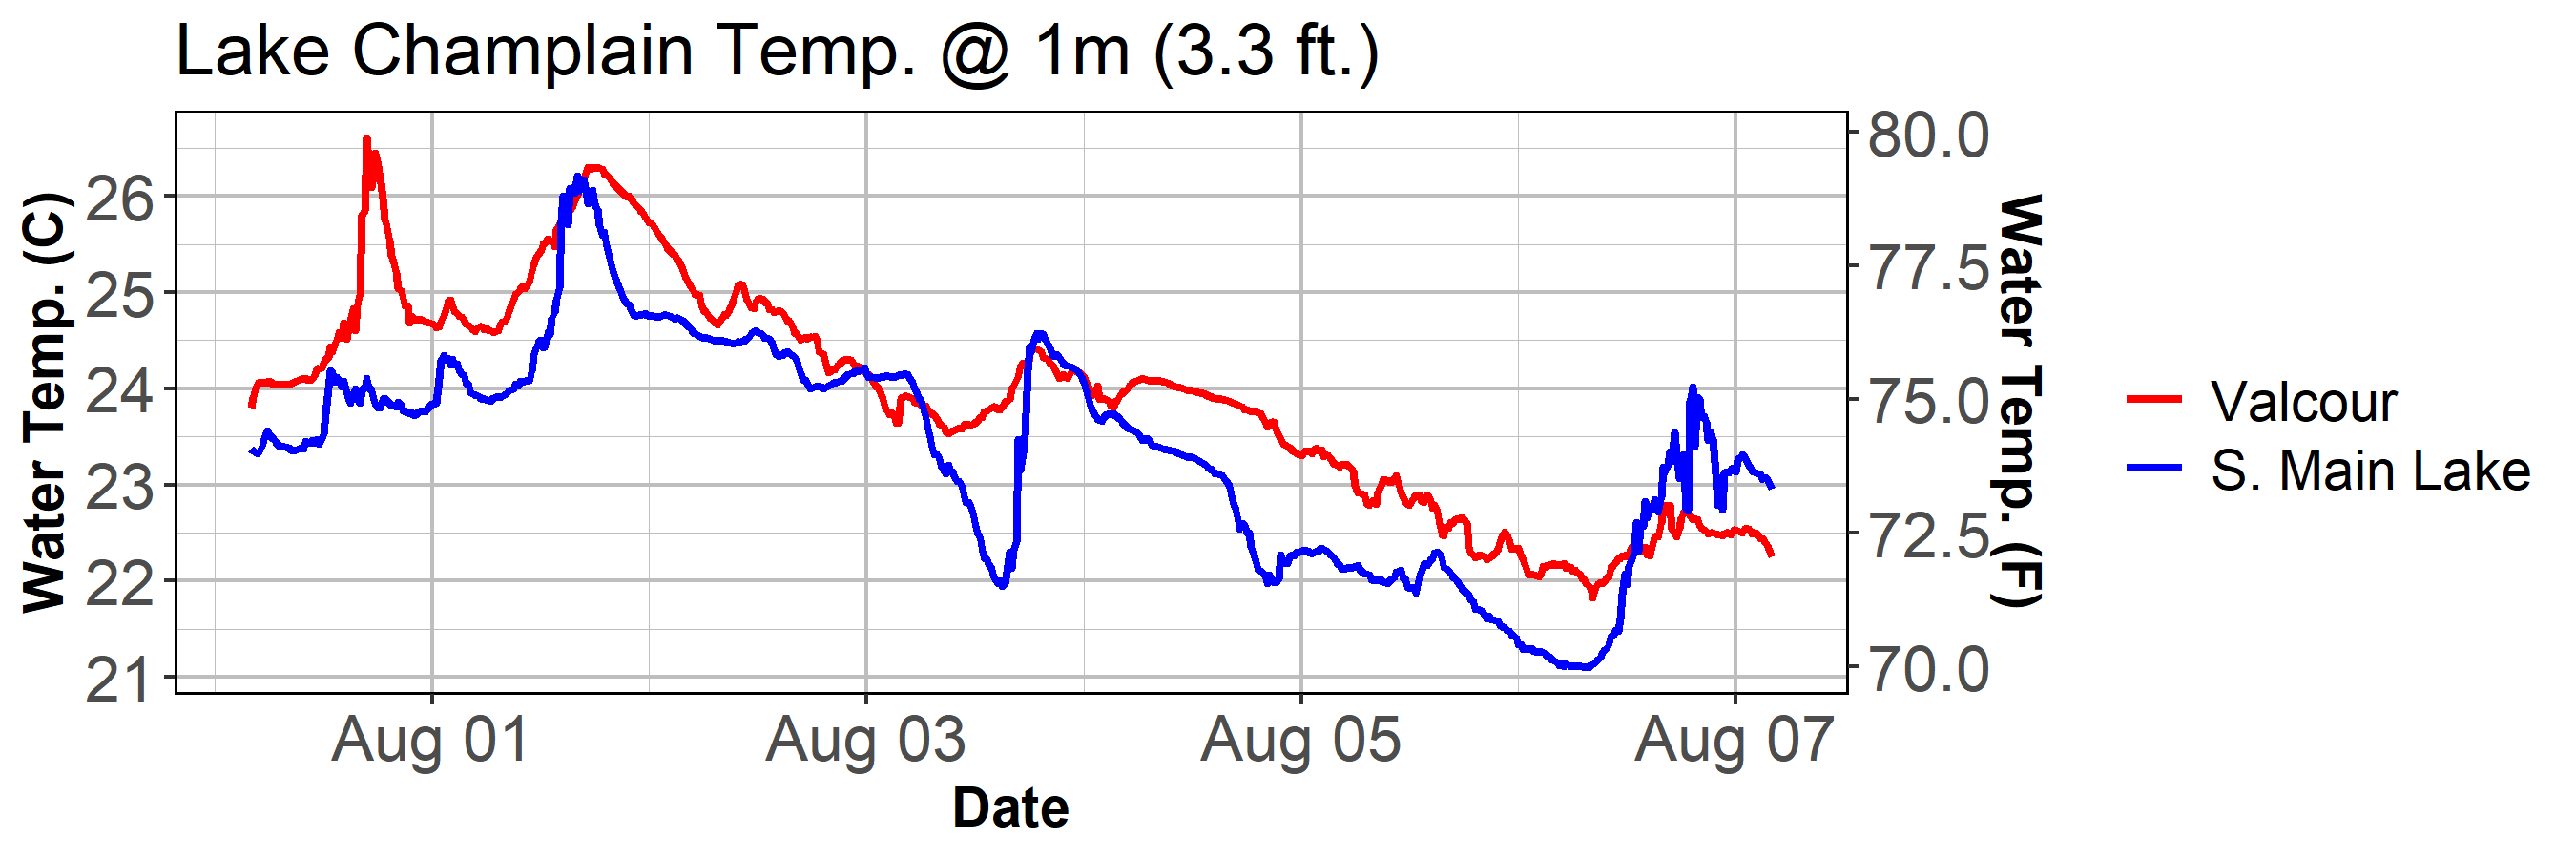 Lake Champlain Temp. @ 1m (3.3 ft.)
Water Temp. (C)
26
25
24
23
22
21
80.0
77.5
75.0
72.5
70.0
Water Temp. (F)
Aug 01
Aug 03
Aug 05
Aug 07
Date
Valcour
S. Main Lake